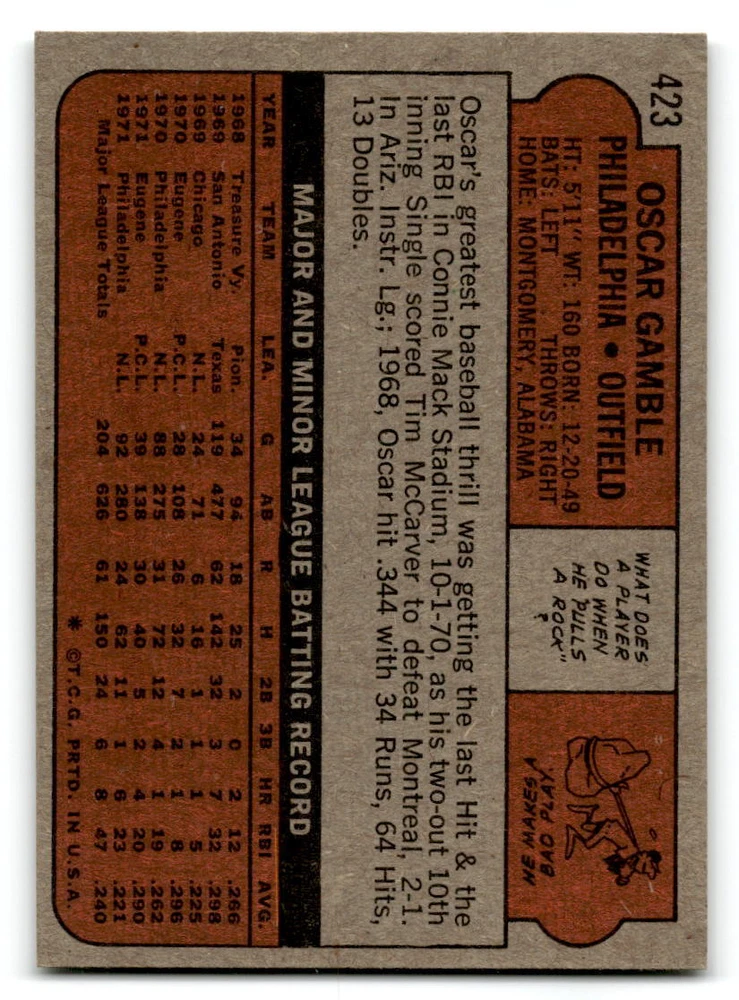 423
OSCAR GAMBLE
PHILADELPHIA • OUTFIELD
HT: 5'11" WT: 160 BORN: 12-20-49
BATS: LEFT THROWS: RIGHT
HOME: MONTGOMERY, ALABAMA
WHAT DOES
A PLAYER
DO WHEN
HE PULLS
A ROCK"
?
HE MAKES A
BAD PLAY
Oscar's greatest baseball thrill was getting the last Hit & the
last RBI in Connie Mack Stadium, 10-1-70, as his two-out 10th
inning Single scored Tim McCarver to defeat Montreal, 2-1.
In Ariz. Instr. Lg.; 1968, Oscar hit .344 with 34 Runs, 64 Hits,
13 Doubles.
MAJOR AND MINOR LEAGUE BATTING RECORD
YEAR TEAM LEA. G AB R H 2B 3B HR RBI AVG.
1968 Treasure Vy. Pion. 34 94 18 25 2 0 2 12 .266
1969 San Antonio Texas 119 477 62 142 32 3 7 32 .298
1969 Chicago N.L. 24 71 6 16 1 1 1 5 .225
1970 Eugene P.C.L. 28 108 26 32 7 2 1 8 .296
1970 Philadelphia N.L. 88 275 31 72 12 4 1 19 .262
1971 Eugene P.C.L. 39 138 30 40 5 2 4 20 .290
1971 Philadelphia N.L. 92 280 24 62 11 1 6 23 .221
Major League Totals 204 626 61 150 24 6 8 47 .240
* ©T.C.G. PRTD. IN U.S.A.